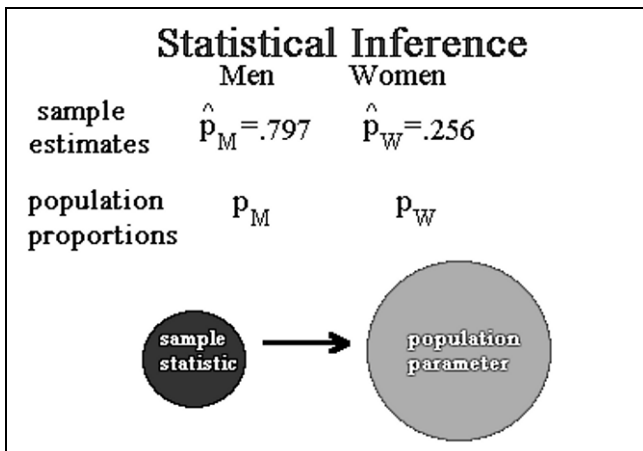 Statistical Inference
Men Women
sample estimates p̂M=.797 p̂W=.256
population proportions pM pW
sample statistic
population parameter